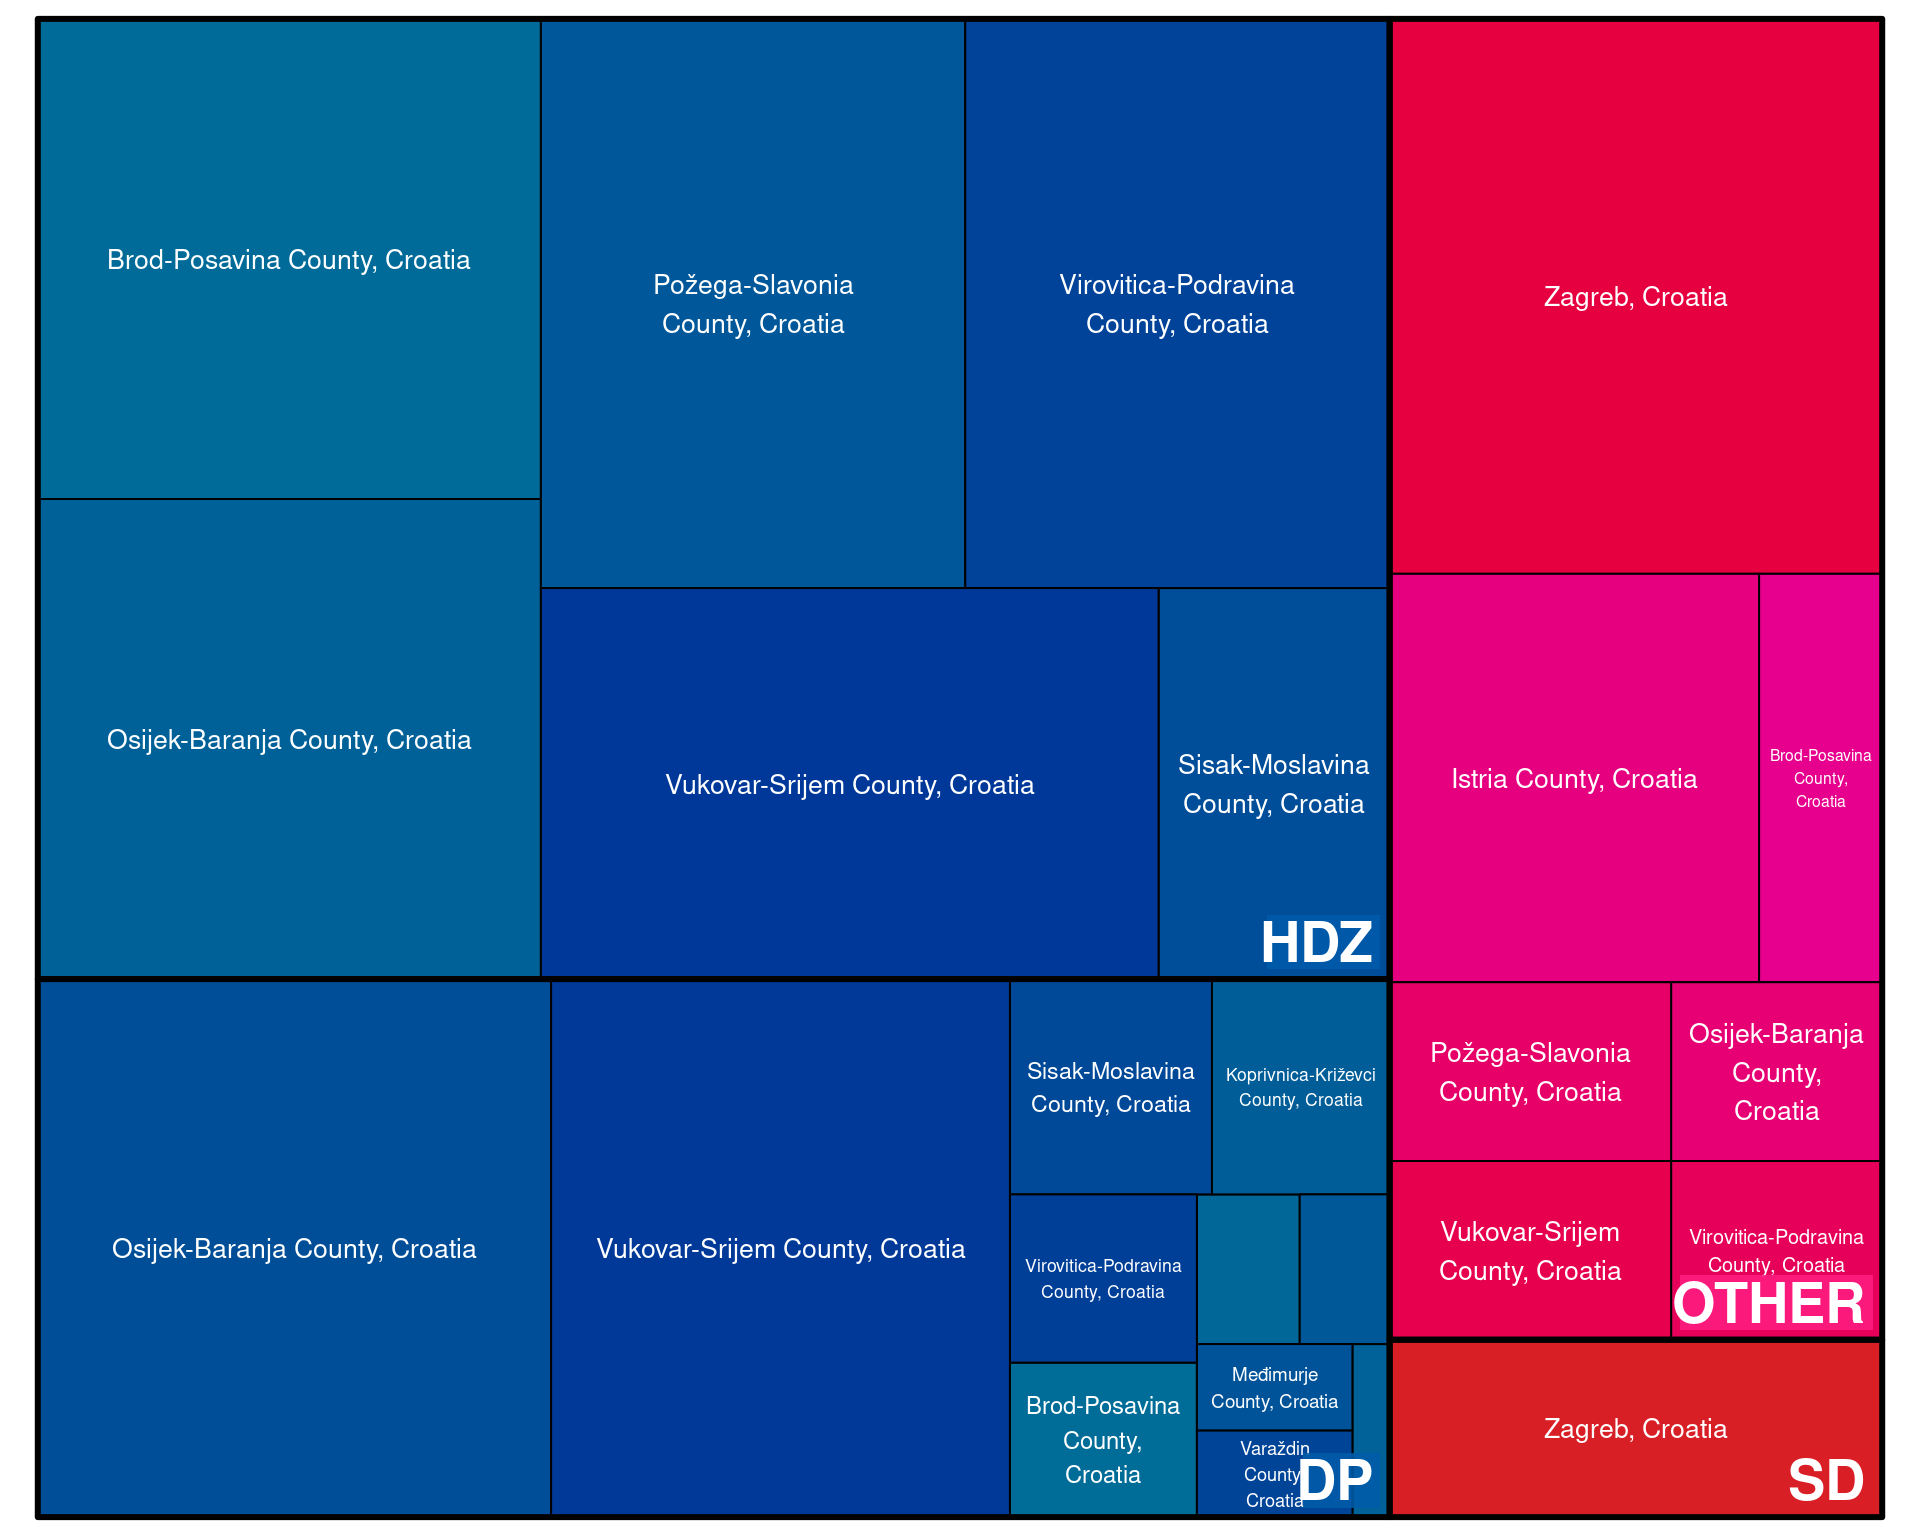 Brod-Posavina County, Croatia
Požega-Slavonia
County, Croatia
Virovitica-Podravina
County, Croatia
Zagreb, Croatia
Osijek-Baranja County, Croatia
Vukovar-Srijem County, Croatia
Sisak-Moslavina
County, Croatia
HDZ
Istria County, Croatia
Brod-Posavina
County,
Croatia
Osijek-Baranja County, Croatia
Vukovar-Srijem County, Croatia
Sisak-Moslavina
County, Croatia
Koprivnica-Križevci
County, Croatia
Virovitica-Podravina
County, Croatia
Brod-Posavina
County,
Croatia
Međimurje
County, Croatia
Varaždin
County,
Croatia
DP
Požega-Slavonia
County, Croatia
Osijek-Baranja
County,
Croatia
Vukovar-Srijem
County, Croatia
Virovitica-Podravina
County, Croatia
OTHER
Zagreb, Croatia
SD